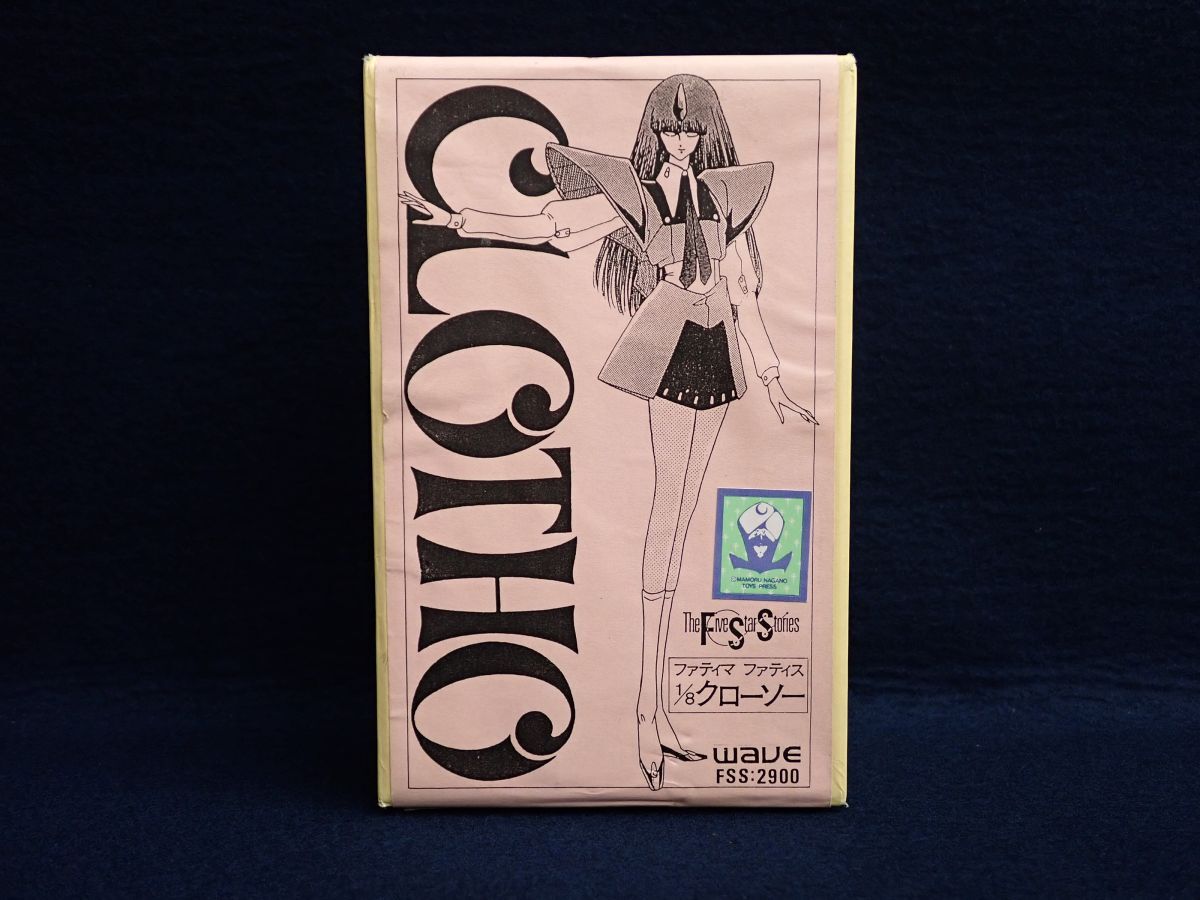 CLOTHO
©MAMORU NAGANO
TOYS PRESS
The Five Star Stories
ファティマ ファティス
1/8 クローソー
WAVE
FSS:2900